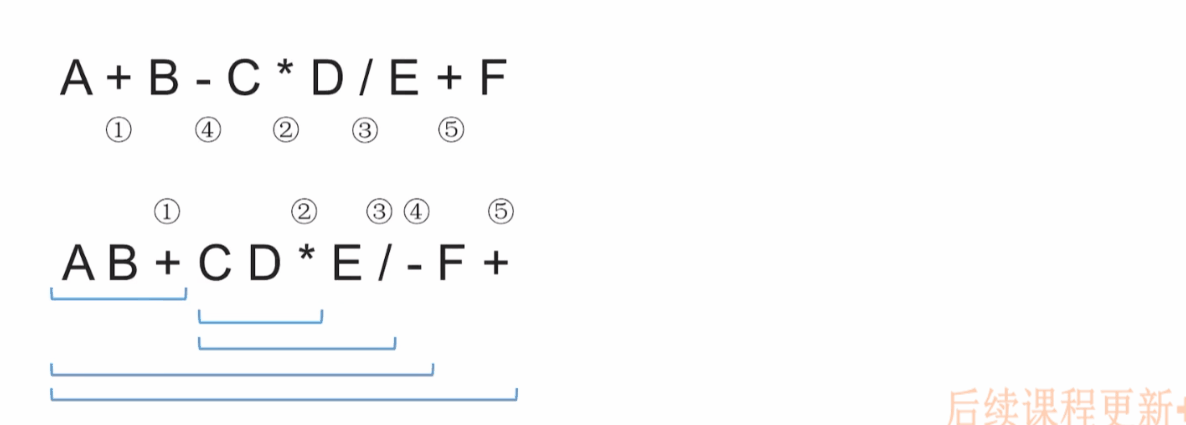 A + B - C * D / E + F
① ④ ② ③ ⑤
① ② ③ ④ ⑤
A B + C D * E / - F +
后续课程更新